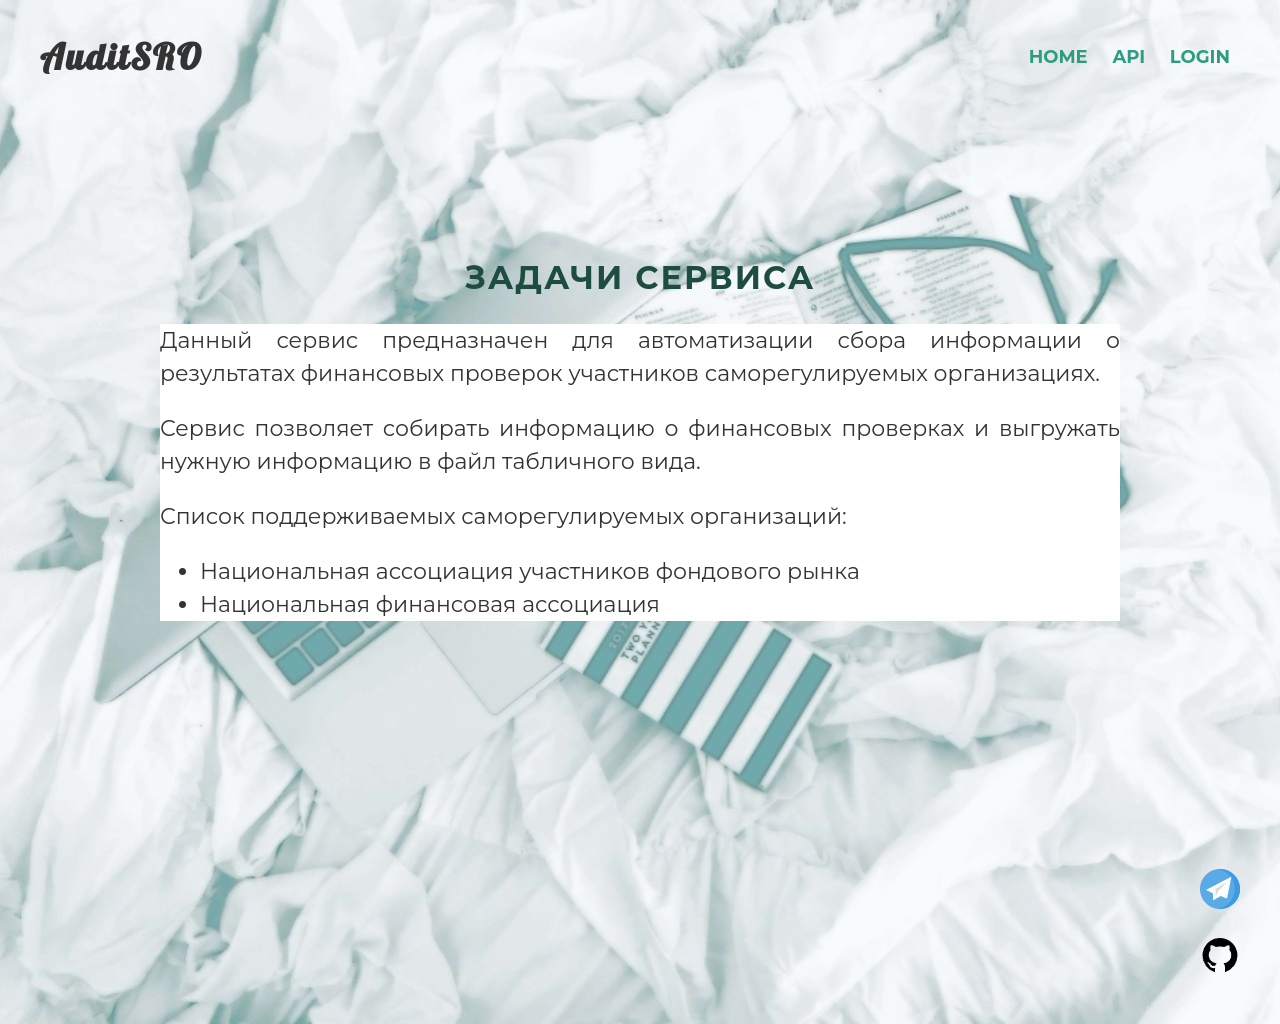 AuditSRO
HOME API LOGIN
ЗАДАЧИ СЕРВИСА
Данный сервис предназначен для автоматизации сбора информации о
результатах финансовых проверок участников саморегулируемых организациях.
Сервис позволяет собирать информацию о финансовых проверках и выгружать
нужную информацию в файл табличного вида.
Список поддерживаемых саморегулируемых организаций:
Национальная ассоциация участников фондового рынка
Национальная финансовая ассоциация